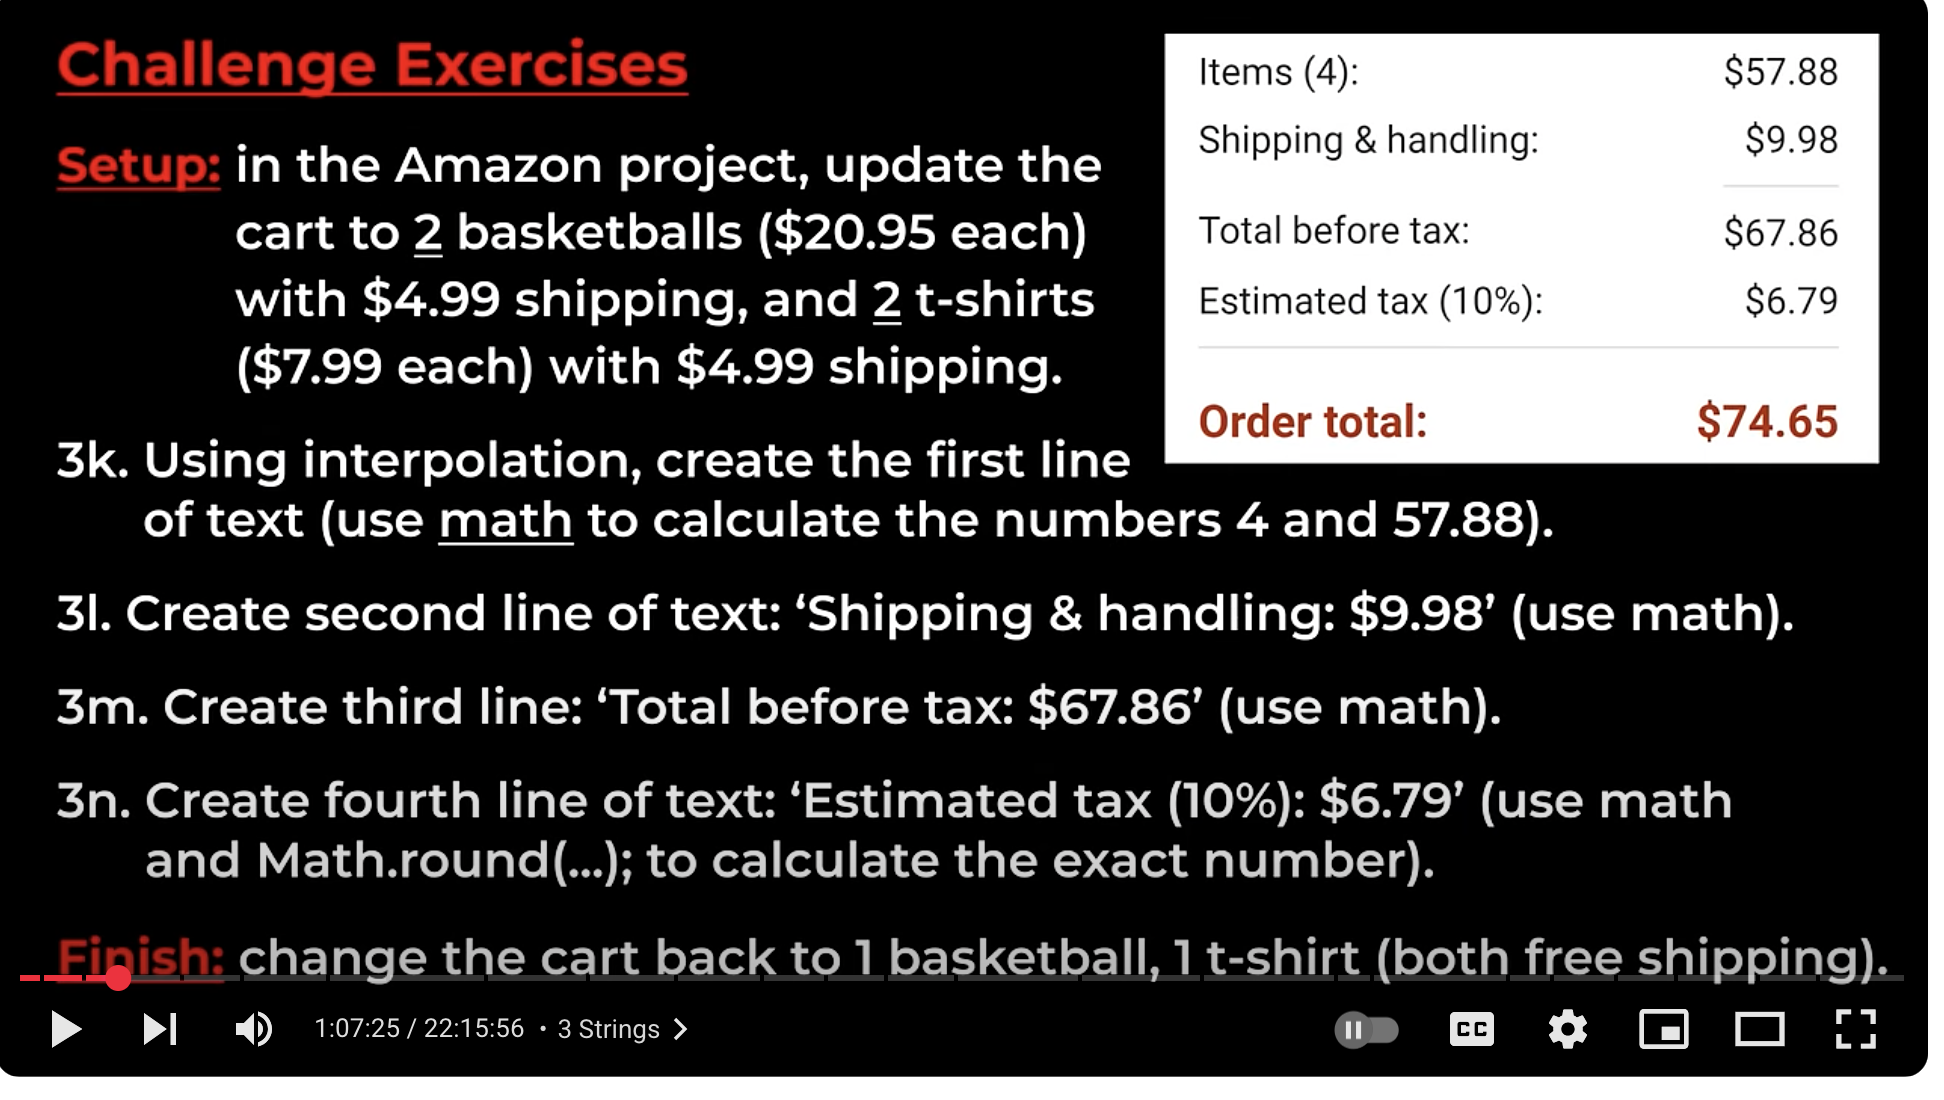 Challenge Exercises
Setup: in the Amazon project, update the
cart to 2 basketballs ($20.95 each)
with $4.99 shipping, and 2 t-shirts
($7.99 each) with $4.99 shipping.
Items (4): $57.88
Shipping & handling: $9.98
Total before tax: $67.86
Estimated tax (10%): $6.79
Order total: $74.65
3k. Using interpolation, create the first line
of text (use math to calculate the numbers 4 and 57.88).
3l. Create second line of text: ‘Shipping & handling: $9.98’ (use math).
3m. Create third line: ‘Total before tax: $67.86’ (use math).
3n. Create fourth line of text: ‘Estimated tax (10%): $6.79’ (use math
and Math.round(...); to calculate the exact number).
Finish: change the cart back to 1 basketball, 1 t-shirt (both free shipping).
1:07:25 / 22:15:56 • 3 Strings
CC